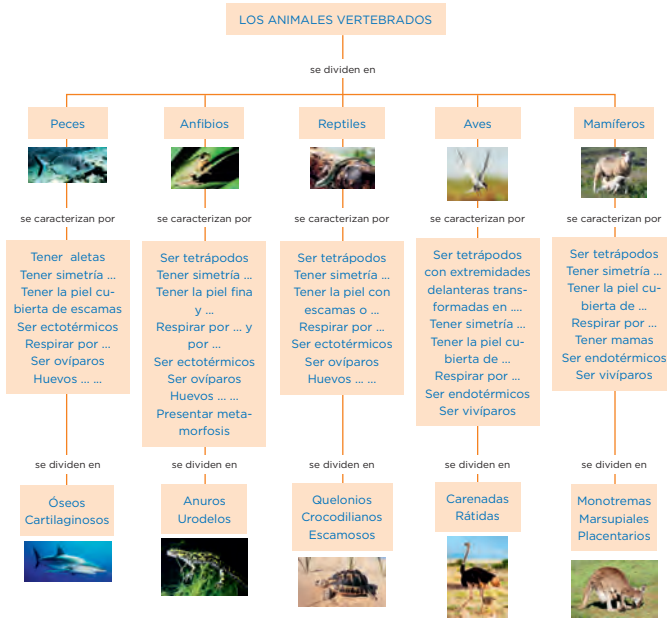 LOS ANIMALES VERTEBRADOS
se dividen en
Peces
Anfibios
Reptiles
Aves
Mamíferos
se caracterizan por
se caracterizan por
se caracterizan por
se caracterizan por
se caracterizan por
Tener aletas
Tener simetría ...
Tener la piel cu-
bierta de escamas
Ser ectotérmicos
Respirar por ...
Ser ovíparos
Huevos ... ...
Ser tetrápodos
Tener simetría ...
Tener la piel fina
y ...
Respirar por ... y
por ...
Ser ectotérmicos
Ser ovíparos
Huevos ... ...
Presentar meta-
morfosis
Ser tetrápodos
Tener simetría ...
Tener la piel con
escamas o ...
Respirar por ...
Ser ectotérmicos
Ser ovíparos
Huevos ... ...
Ser tetrápodos
con extremidades
delanteras trans-
formadas en ....
Tener simetría ...
Tener la piel cu-
bierta de ...
Respirar por ...
Ser endotérmicos
Ser vivíparos
Ser tetrápodos
Tener simetría ...
Tener la piel cu-
bierta de ...
Respirar por ...
Tener mamas
Ser endotérmicos
Ser vivíparos
se dividen en
se dividen en
se dividen en
se dividen en
se dividen en
Óseos
Cartilaginosos
Anuros
Urodelos
Quelonios
Crocodilianos
Escamosos
Carenadas
Rátidas
Monotremas
Marsupiales
Placentarios